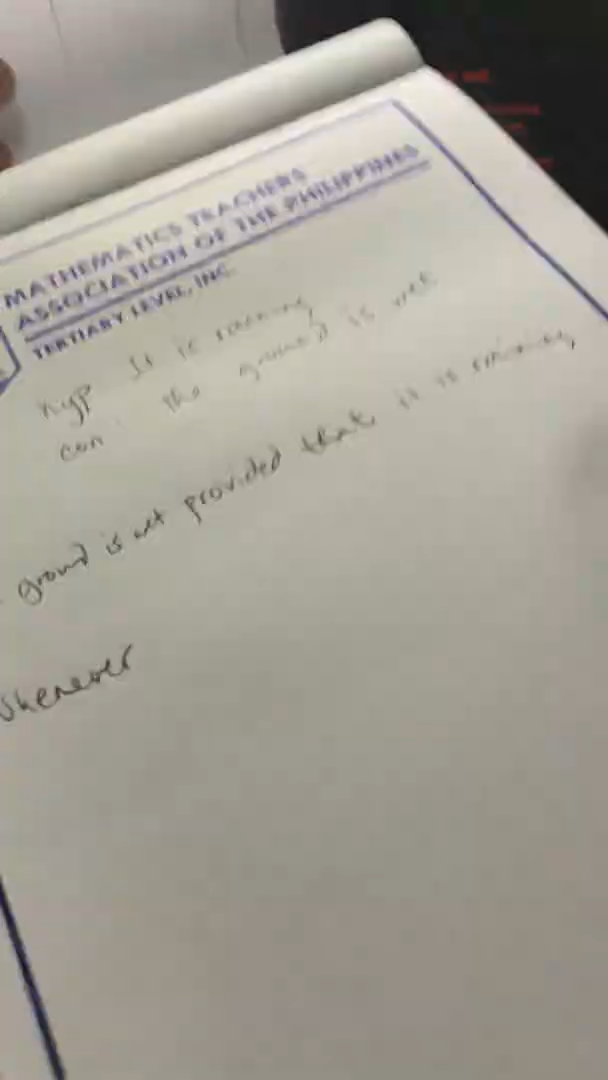 MATHEMATICS TEACHERS
ASSOCIATION OF THE PHILIPPINES
TERTIARY LEVEL, INC
hyp It is raining
con: the ground is wet
ground is wet provided that it is raining,
whenever